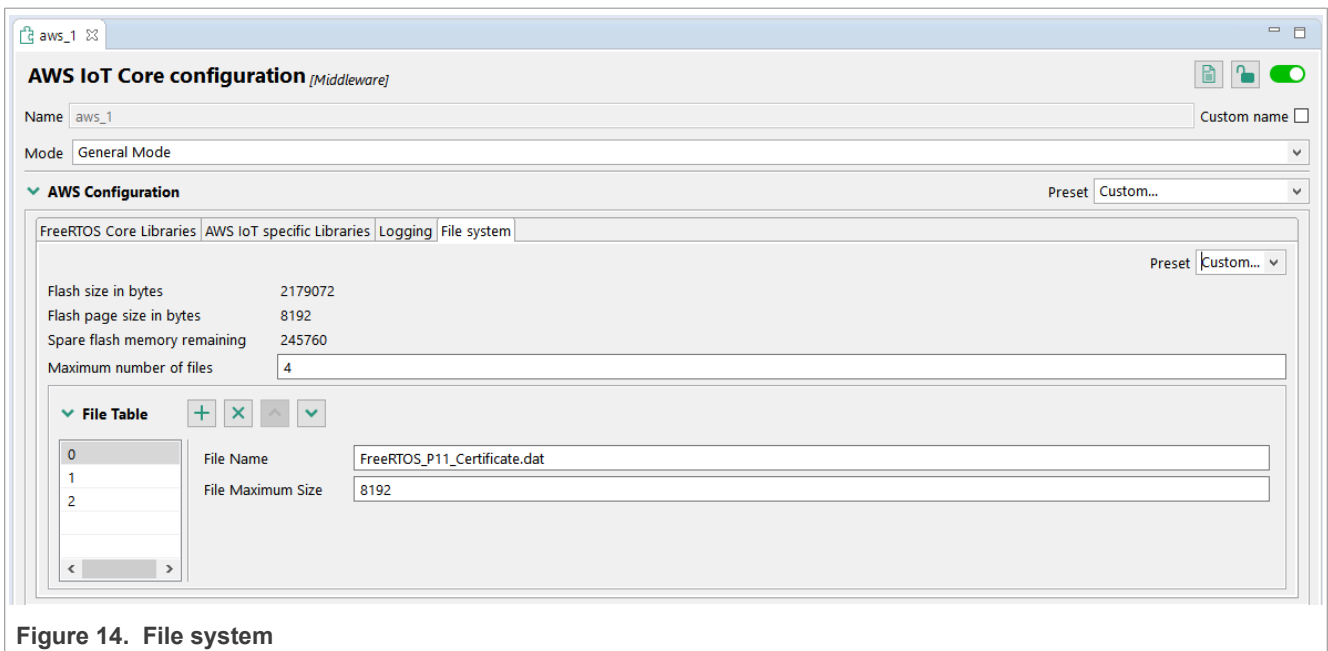 aws_1
AWS IoT Core configuration [Middleware]
Name aws_1 Custom name
Mode General Mode
AWS Configuration Preset Custom...
FreeRTOS Core Libraries AWS IoT specific Libraries Logging File system
Preset Custom...
Flash size in bytes 2179072
Flash page size in bytes 8192
Spare flash memory remaining 245760
Maximum number of files 4
File Table
0
File Name FreeRTOS_P11_Certificate.dat
1
File Maximum Size 8192
2
Figure 14. File system